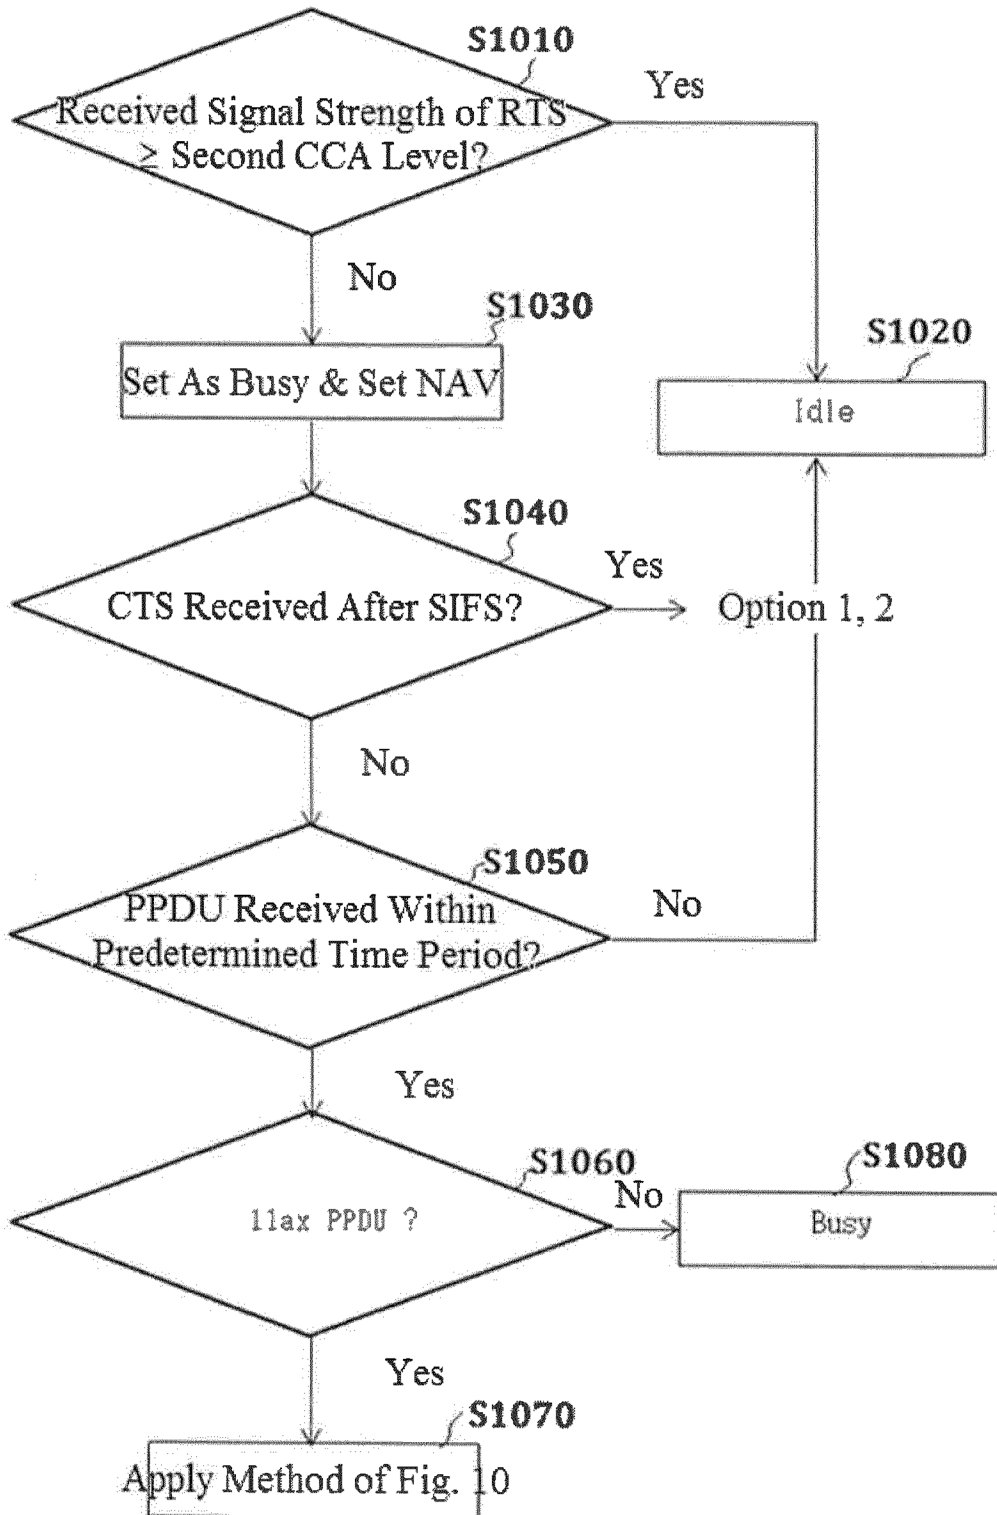 S1010
Yes
Received Signal Strength of RTS
≥ Second CCA Level?
No
S1030
Set As Busy & Set NAV
S1020
Idle
S1040
Yes
CTS Received After SIFS?
Option 1, 2
No
S1050
PPDU Received Within
Predetermined Time Period?
No
Yes
S1060
11ax PPDU ?
No
S1080
Busy
Yes
S1070
Apply Method of Fig. 10